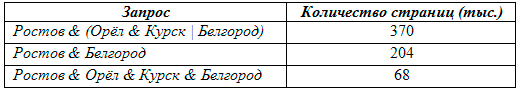 Запрос Количество страниц (тыс.)
Ростов & (Орёл & Курск | Белгород) 370
Ростов & Белгород 204
Ростов & Орёл & Курск & Белгород 68